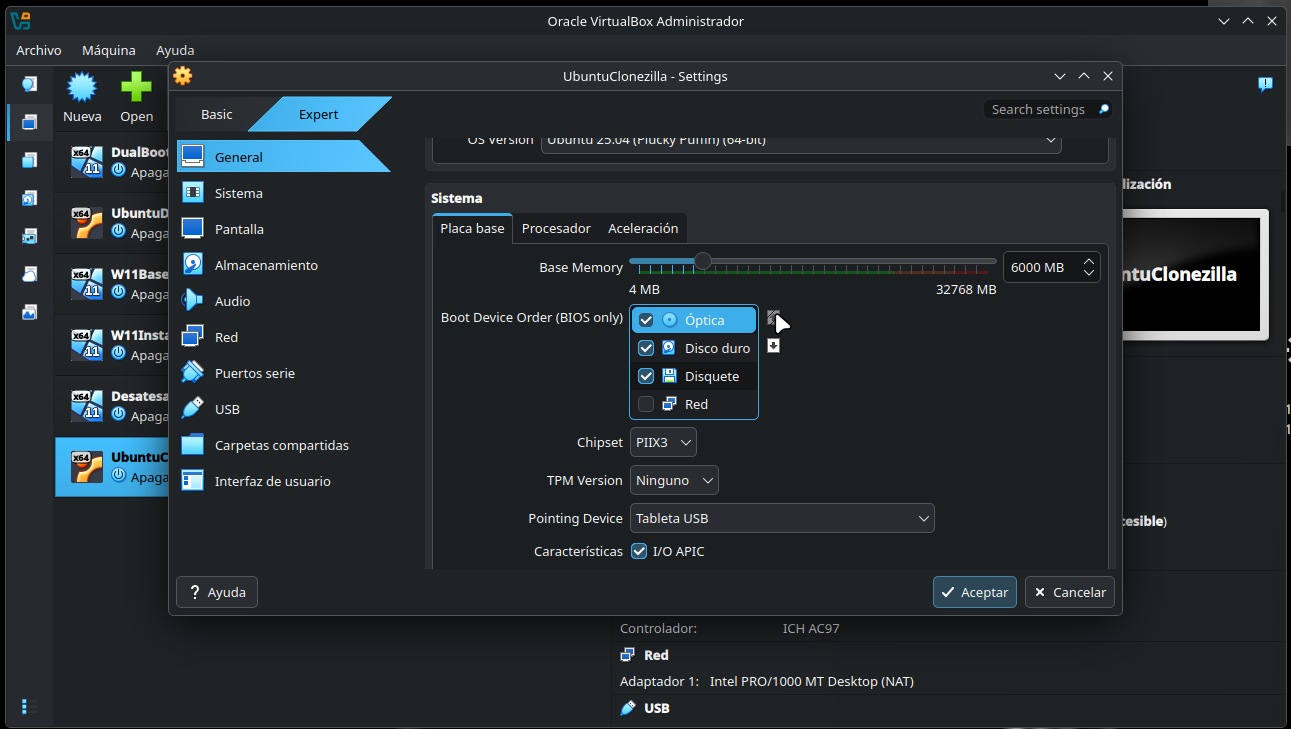 Oracle VirtualBox Administrador
Archivo Máquina Ayuda
UbuntuClonezilla - Settings
Nueva Open
Basic Expert
Search settings
General
Sistema
Pantalla
Almacenamiento
Audio
Red
Puertos serie
USB
Carpetas compartidas
Interfaz de usuario
DualBoot
Apaga
UbuntuD
Apaga
W11Base
Apaga
W11Insta
Apaga
Desatesa
Apaga
UbuntuC
Apaga
OS Version Ubuntu 25.04 (Plucky Puffin) (64-bit)
Sistema
Placa base Procesador Aceleración
Base Memory 6000 MB
4 MB 32768 MB
Boot Device Order (BIOS only)
Óptica
Disco duro
Disquete
Red
Chipset PIIX3
TPM Version Ninguno
Pointing Device Tableta USB
Características I/O APIC
? Ayuda Aceptar Cancelar
lización
ntuClonezilla
cesible)
Controlador: ICH AC97
Red
Adaptador 1: Intel PRO/1000 MT Desktop (NAT)
USB